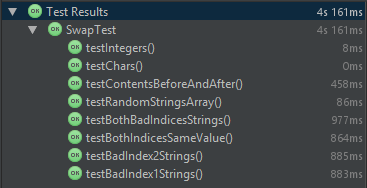 OK Test Results 4s 161ms
OK SwapTest 4s 161ms
OK testIntegers() 8ms
OK testChars() 0ms
OK testContentsBeforeAndAfter() 458ms
OK testRandomStringsArray() 86ms
OK testBothBadIndicesStrings() 977ms
OK testBothIndicesSameValue() 864ms
OK testBadIndex2Strings() 885ms
OK testBadIndex1Strings() 883ms